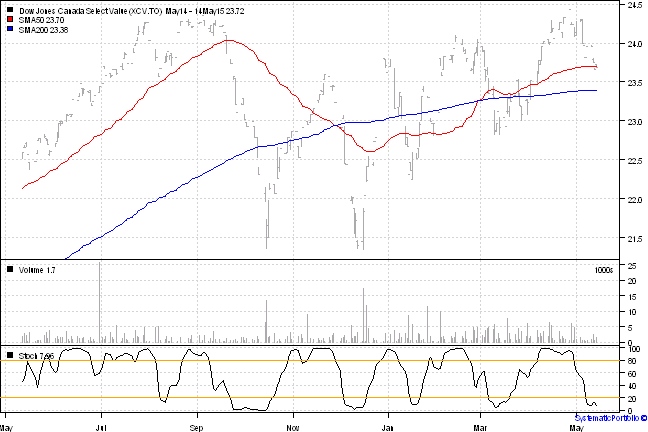 Dow Jones Canada Select Value (XCV.TO) May14 - 14May15 23.72
SMA50 23.70
SMA200 23.38
24.5
24.0
23.5
23.0
22.5
22.0
21.5
Volume 1.7
1000s
25
20
15
10
5
0
Stoch 7.96
100
80
60
40
20
0
May
Jul
Sep
Nov
Jan
Mar
May
SystematicPortfolio ©